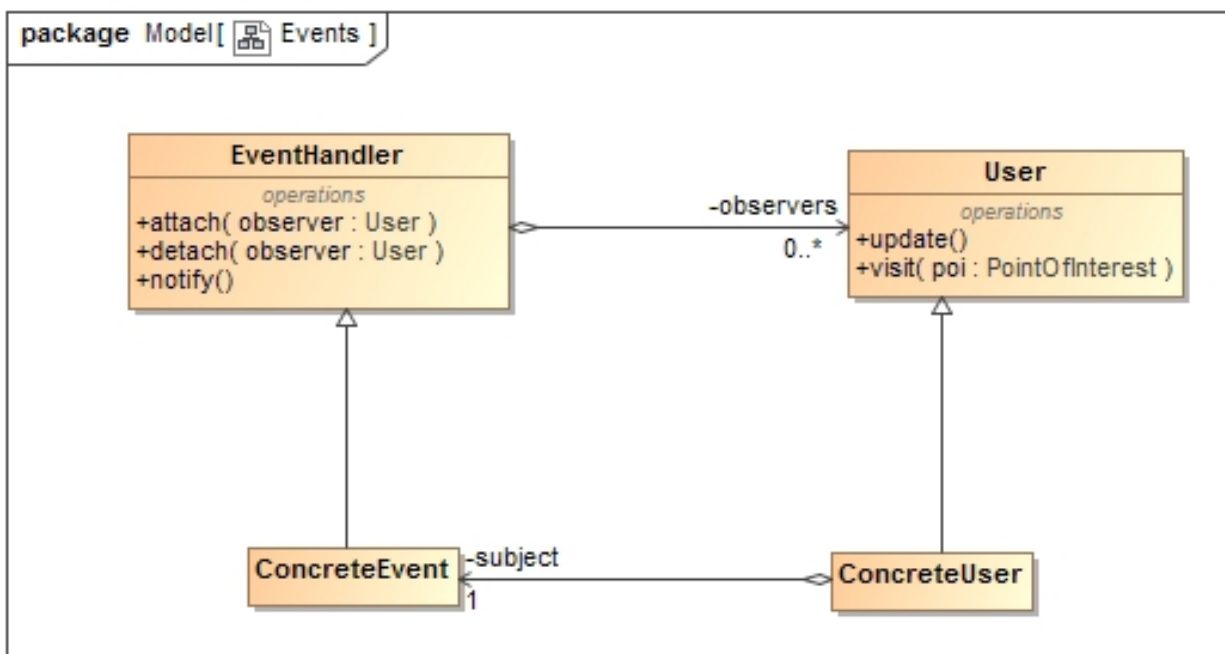 package Model[ Events ]
EventHandler
operations
+attach( observer : User )
+detach( observer : User )
+notify()
-observers
0..*
User
operations
+update()
+visit( poi : PointOfInterest )
ConcreteEvent
-subject
1
ConcreteUser